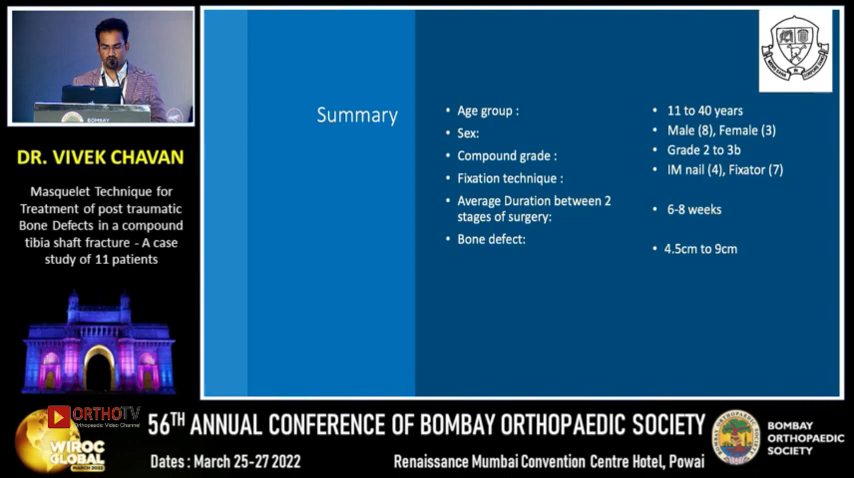 DR. VIVEK CHAVAN
Masquelet Technique for
Treatment of post traumatic
Bone Defects in a compound
tibia shaft fracture - A case
study of 11 patients
Summary
• Age group :
• Sex:
• Compound grade :
• Fixation technique :
• Average Duration between 2
stages of surgery:
• Bone defect:
• 11 to 40 years
• Male (8), Female (3)
• Grade 2 to 3b
• IM nail (4), Fixator (7)
• 6-8 weeks
• 4.5cm to 9cm
BOMBAY
ORTHOTV
Orthopaedic Video Channel
WIROC
GLOBAL
MARCH 2022
56TH ANNUAL CONFERENCE OF BOMBAY ORTHOPAEDIC SOCIETY
Dates : March 25-27 2022
Renaissance Mumbai Convention Centre Hotel, Powai
BOMBAY
ORTHOPAEDIC
SOCIETY